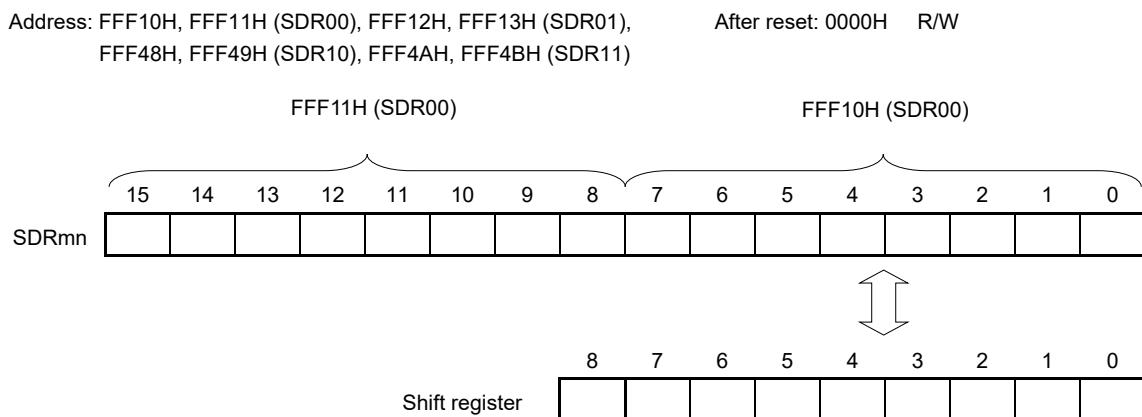 Address: FFF10H, FFF11H (SDR00), FFF12H, FFF13H (SDR01), After reset: 0000H R/W
FFF48H, FFF49H (SDR10), FFF4AH, FFF4BH (SDR11)
FFF11H (SDR00) FFF10H (SDR00)
15 14 13 12 11 10 9 8 7 6 5 4 3 2 1 0
SDRmn
8 7 6 5 4 3 2 1 0
Shift register